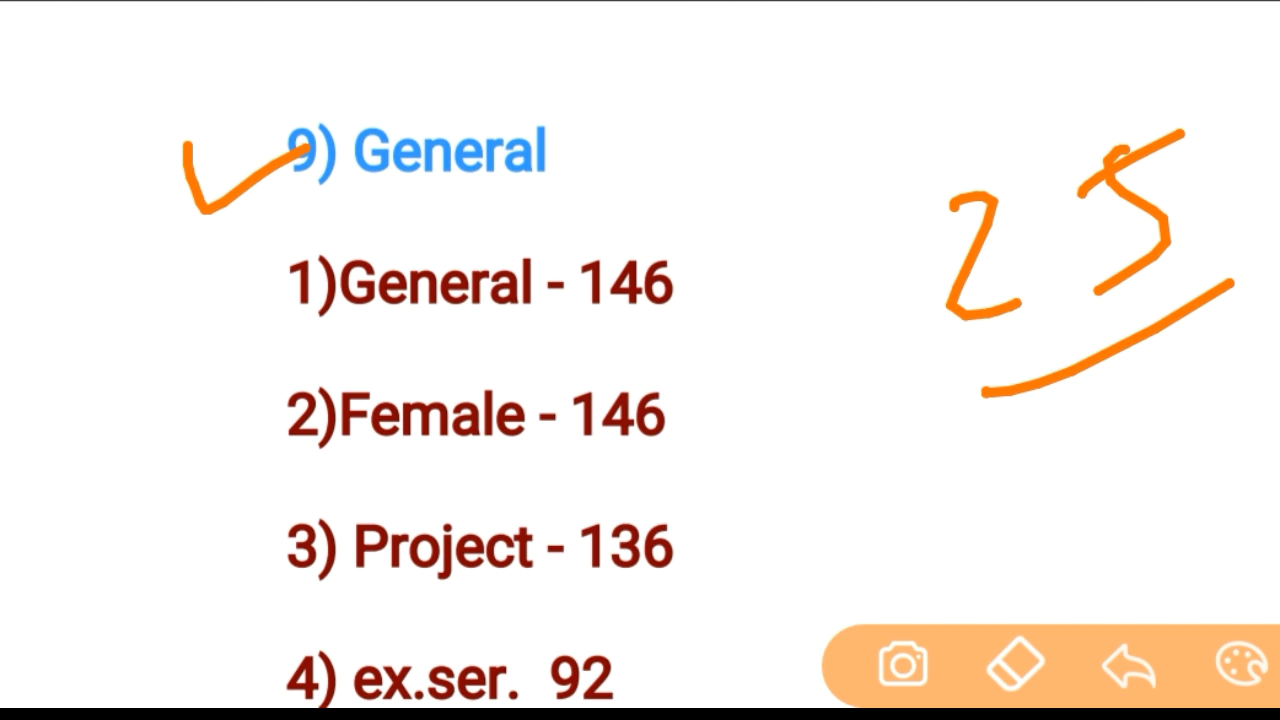 9) General
25
1)General - 146
2)Female - 146
3) Project - 136
4) ex.ser. 92